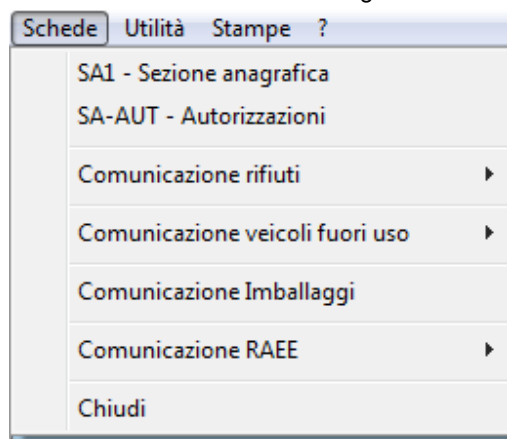 Schede Utilità Stampe ?
SA1 - Sezione anagrafica
SA-AUT - Autorizzazioni
Comunicazione rifiuti
Comunicazione veicoli fuori uso
Comunicazione Imballaggi
Comunicazione RAEE
Chiudi